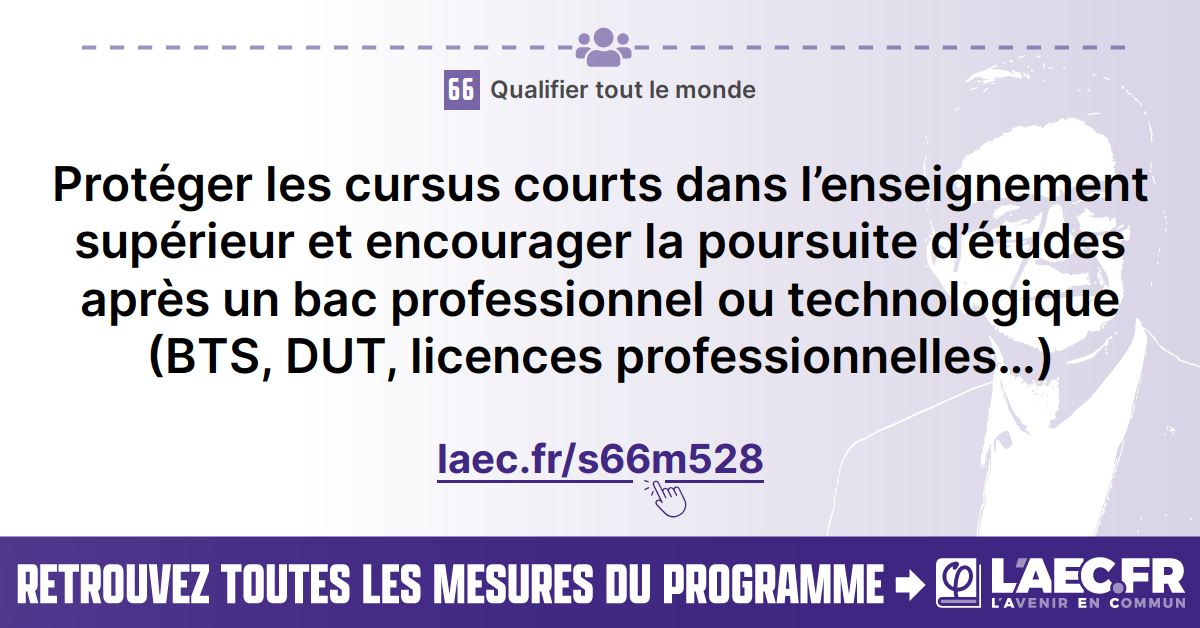 66 Qualifier tout le monde
Protéger les cursus courts dans l’enseignement
supérieur et encourager la poursuite d’études
après un bac professionnel ou technologique
(BTS, DUT, licences professionnelles…)
laec.fr/s66m528
RETROUVEZ TOUTES LES MESURES DU PROGRAMME
φ L'AEC.FR
L'AVENIR EN COMMUN